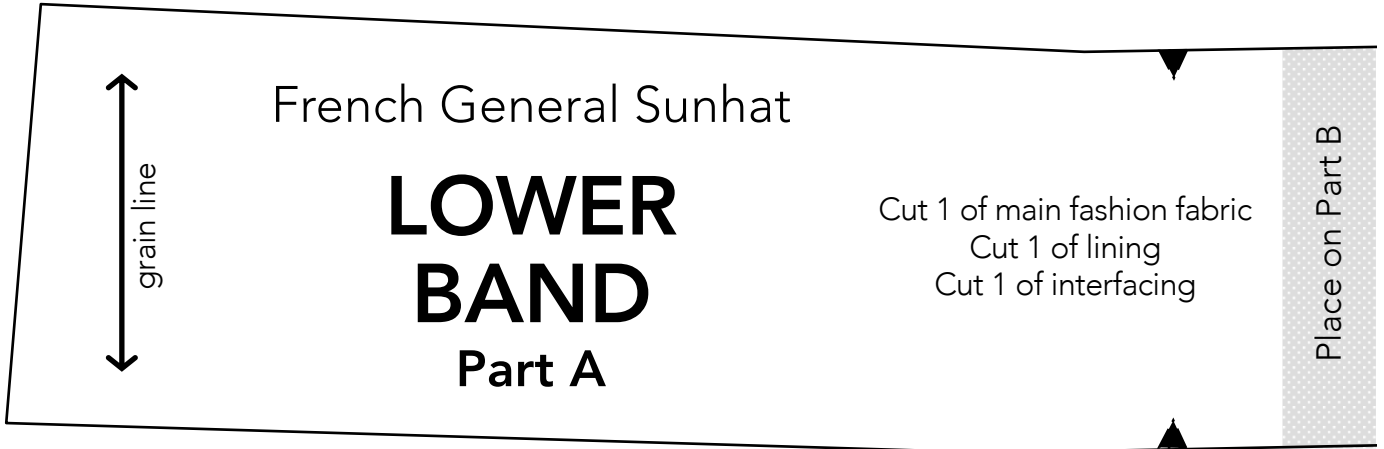 French General Sunhat
LOWER
BAND
Part A
grain line
Cut 1 of main fashion fabric
Cut 1 of lining
Cut 1 of interfacing
Place on Part B